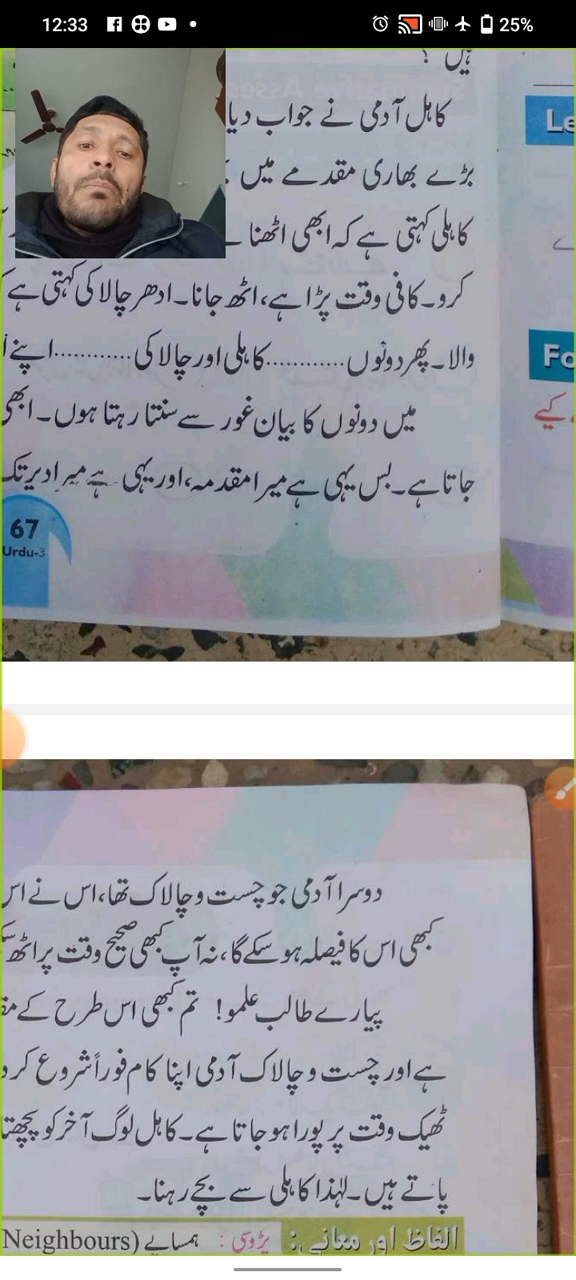 12:33
25%
ہیں ؟
کاہل آدمی نے جواب دیا
بڑے بھاری مقدمے میں
کاہلی کہتی ہے کہ ابھی اٹھنا
کرو۔ کافی وقت پڑا ہے، اٹھ جانا۔ ادھر چالاکی کہتی ہے
والا۔ پھر دونوں............کاہلی اور چالاکی............اپنے
میں دونوں کا بیان غور سے سنتا رہتا ہوں۔ ابھی
جاتا ہے۔ بس یہی ہے میرا مقدمہ، اور یہی ہے میرا دیر تک
67
Urdu-3
Le
Fo
کیے
دوسرا آدمی جو چست و چالاک تھا، اس نے اس
کبھی اس کا فیصلہ ہو سکے گا، نہ آپ کبھی صحیح وقت پر اٹھ
پیارے طالب علمو! تم کبھی اس طرح کے
ہے اور چست و چالاک آدمی اپنا کام فوراً شروع کر
ٹھیک وقت پر پورا ہو جاتا ہے۔ کاہل لوگ آخر کو
پاتے ہیں۔ لہٰذا کاہلی سے بچے رہنا۔
الفاظ اور معانی: پڑوسی : ہمسایے (Neighbours)